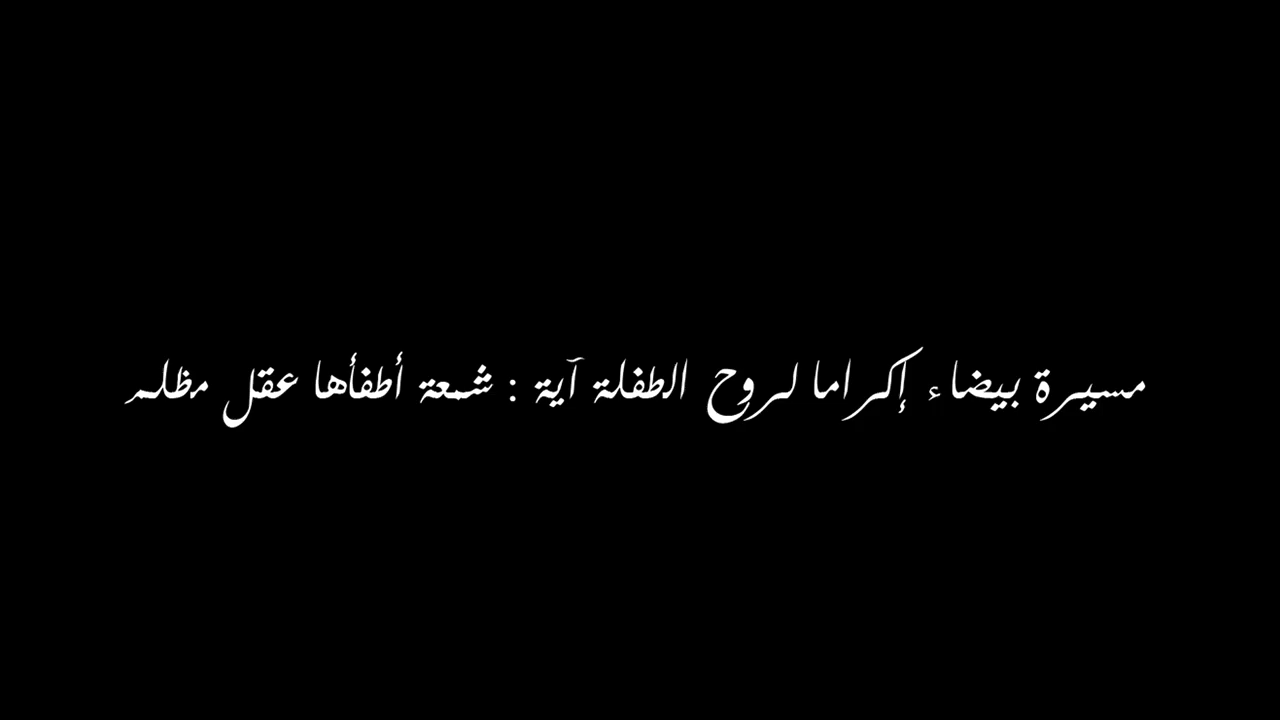 مسيرة بيضاء إكراما لروح الطفلة آية : شمعة أطفأها عقل مظلم